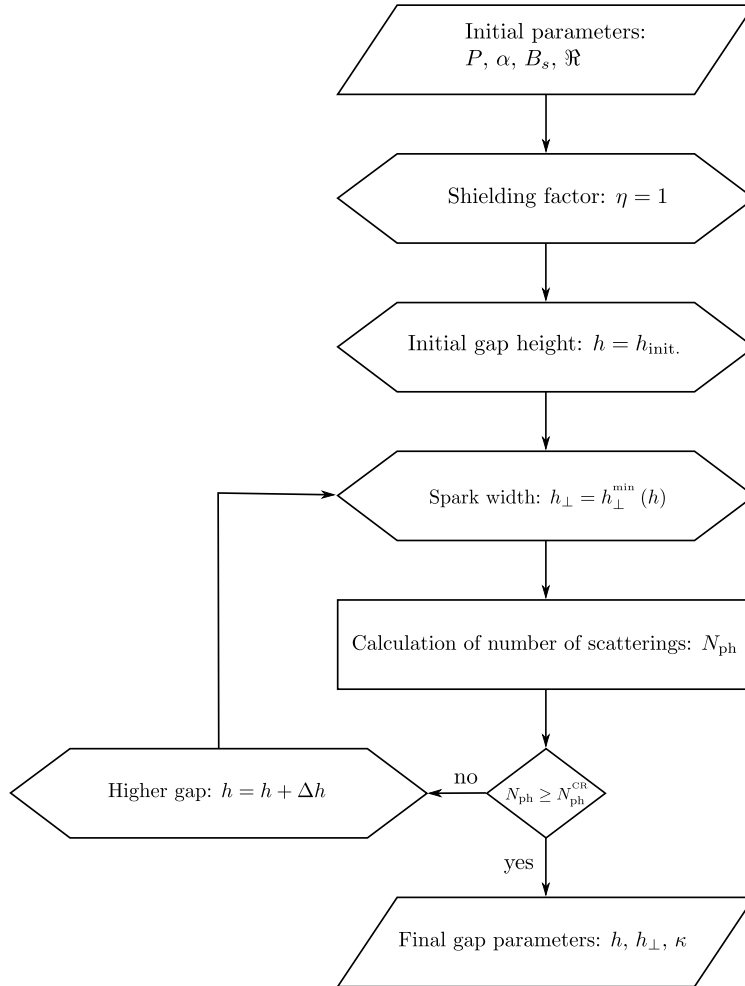 Initial parameters:
P, α, B_s, ℜ
Shielding factor: η = 1
Initial gap height: h = h_init.
Spark width: h_⊥ = h_⊥^min (h)
Calculation of number of scatterings: N_ph
no
N_ph ≥ N_ph^CR
Higher gap: h = h + Δh
yes
Final gap parameters: h, h_⊥, κ